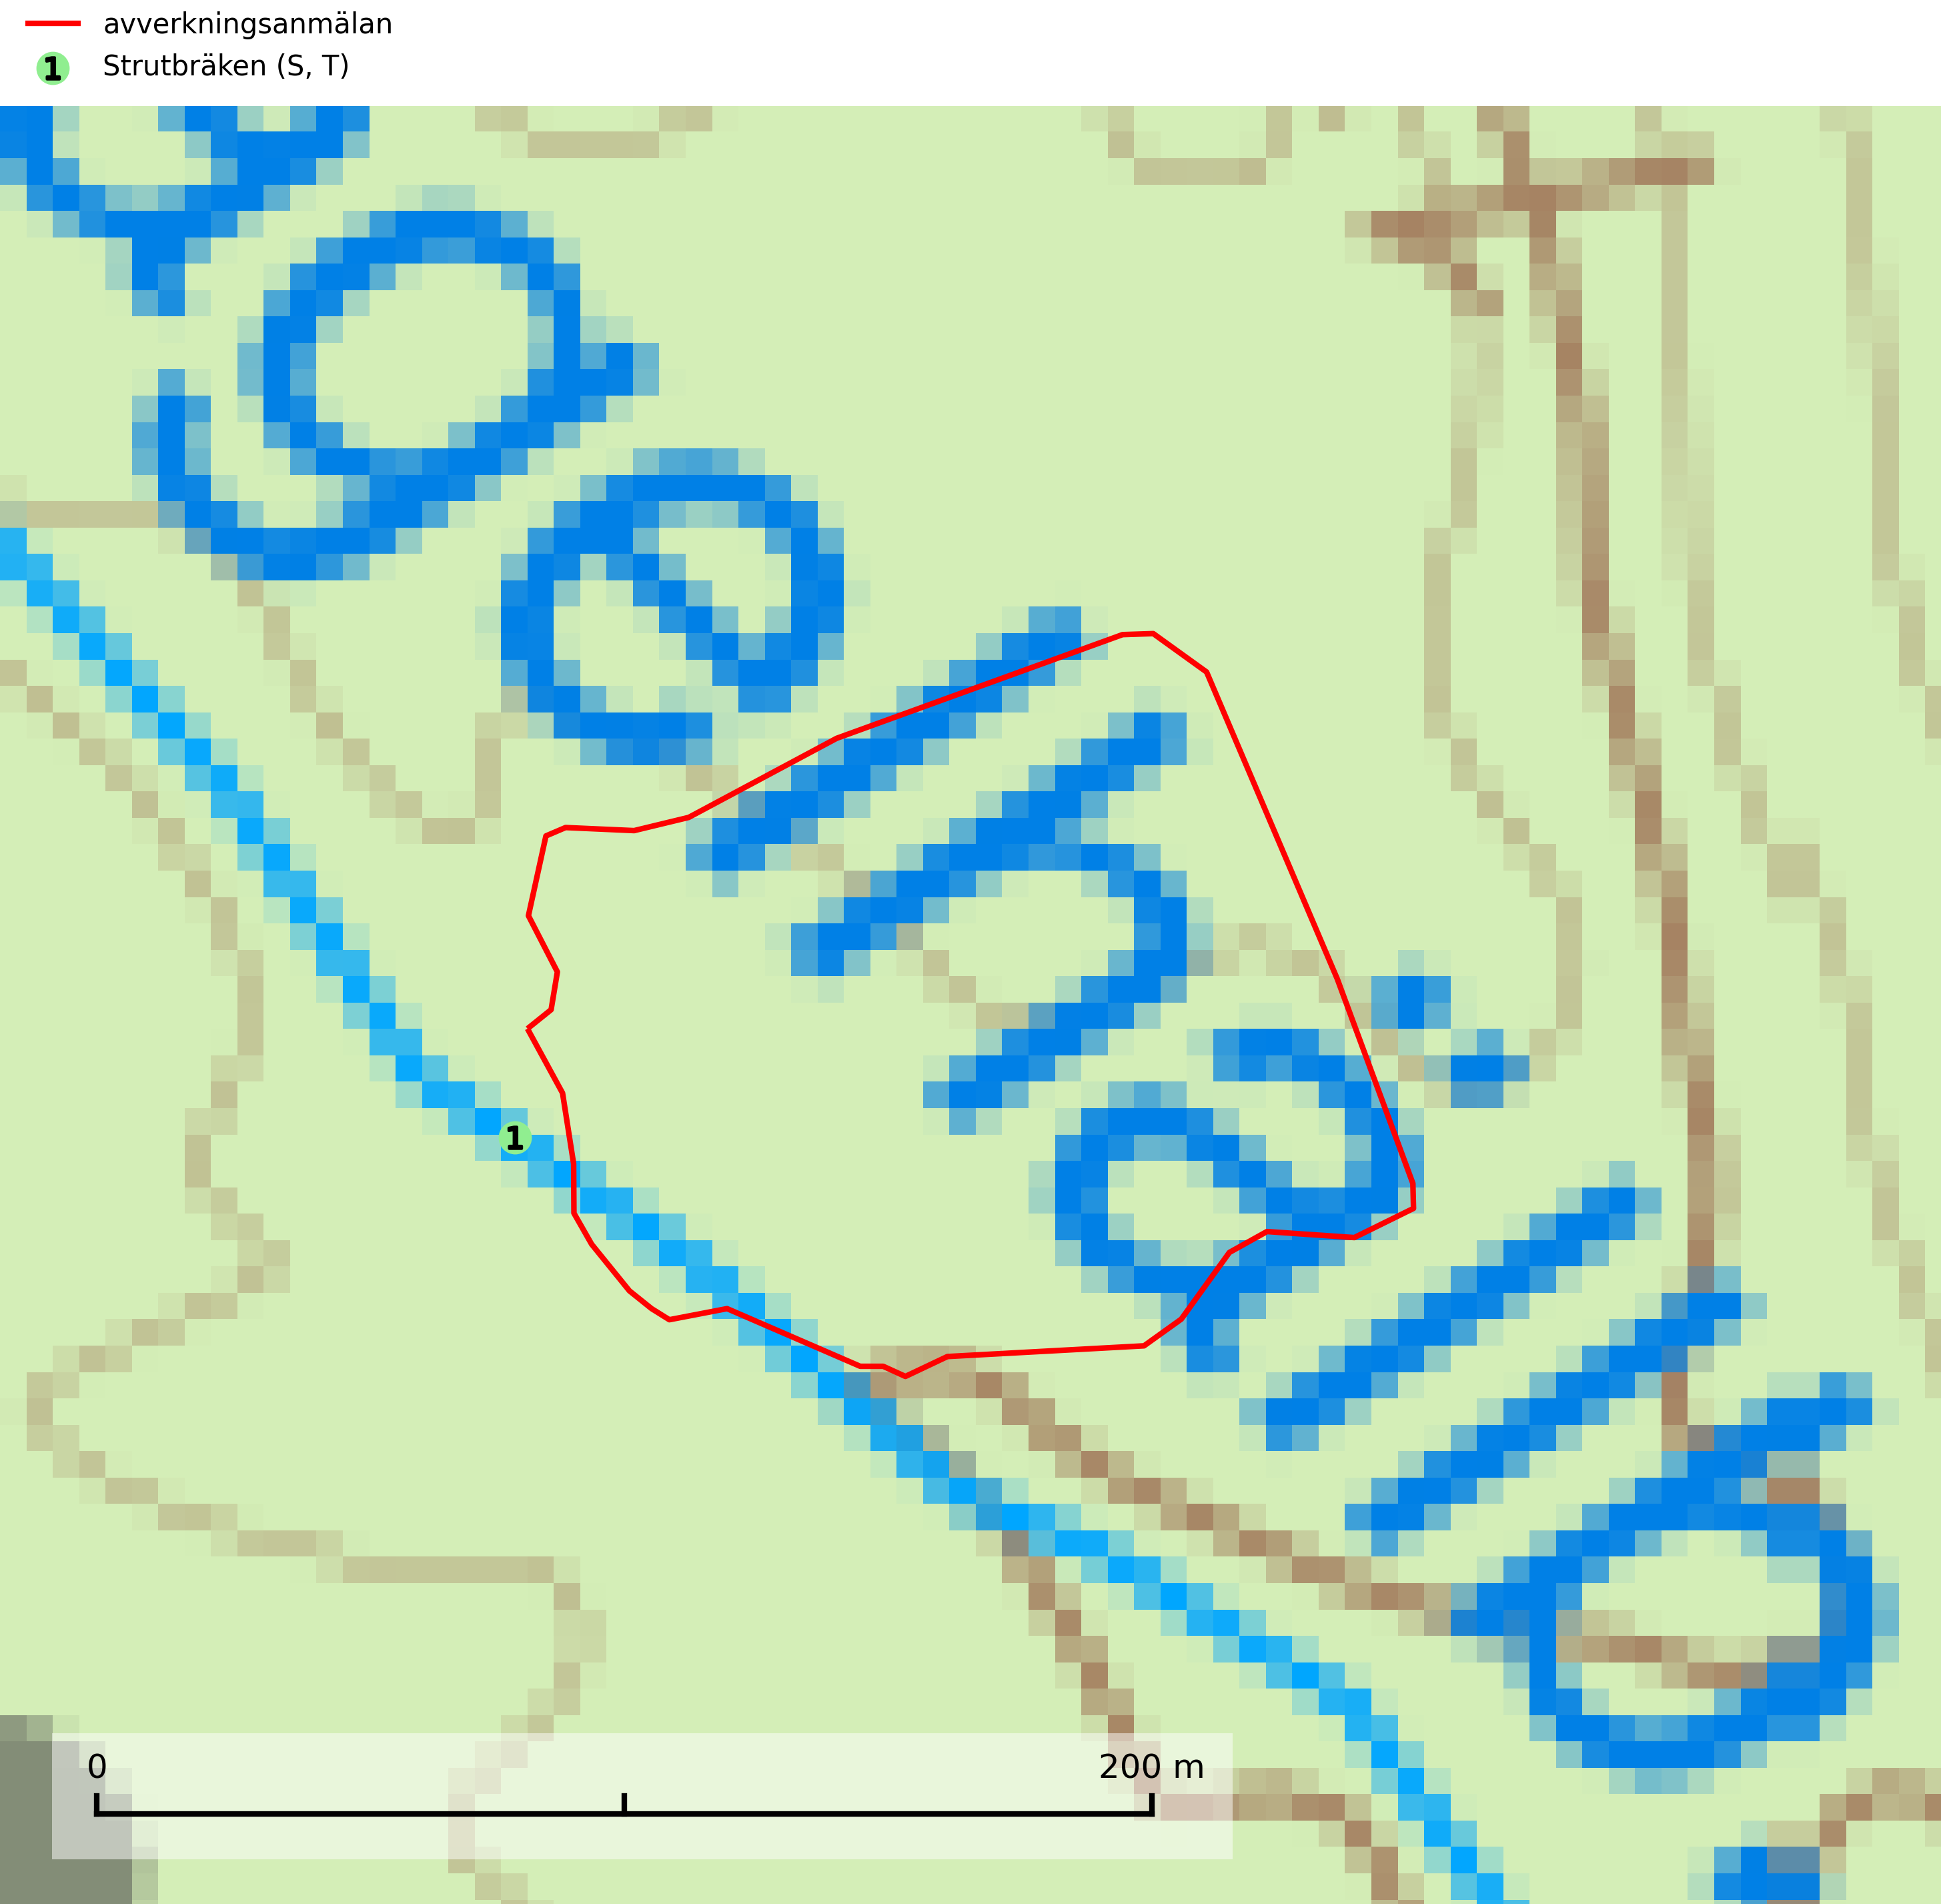 avverkningsanmälan
1 Strutbräken (S, T)
1
0 200 m